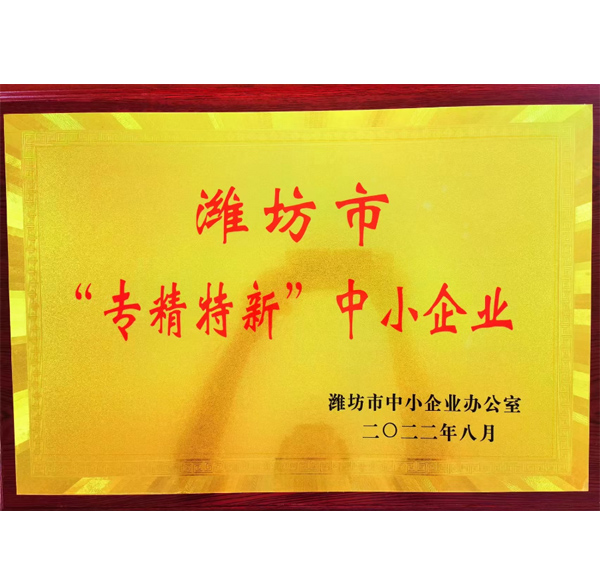 潍坊市
“专精特新”中小企业
潍坊市中小企业办公室
二〇二二年八月